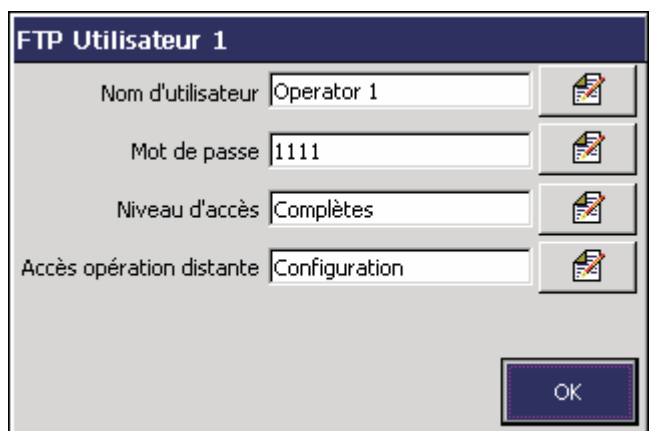 FTP Utilisateur 1
Nom d'utilisateur Operator 1
Mot de passe 1111
Niveau d'accès Complètes
Accès opération distante Configuration
OK